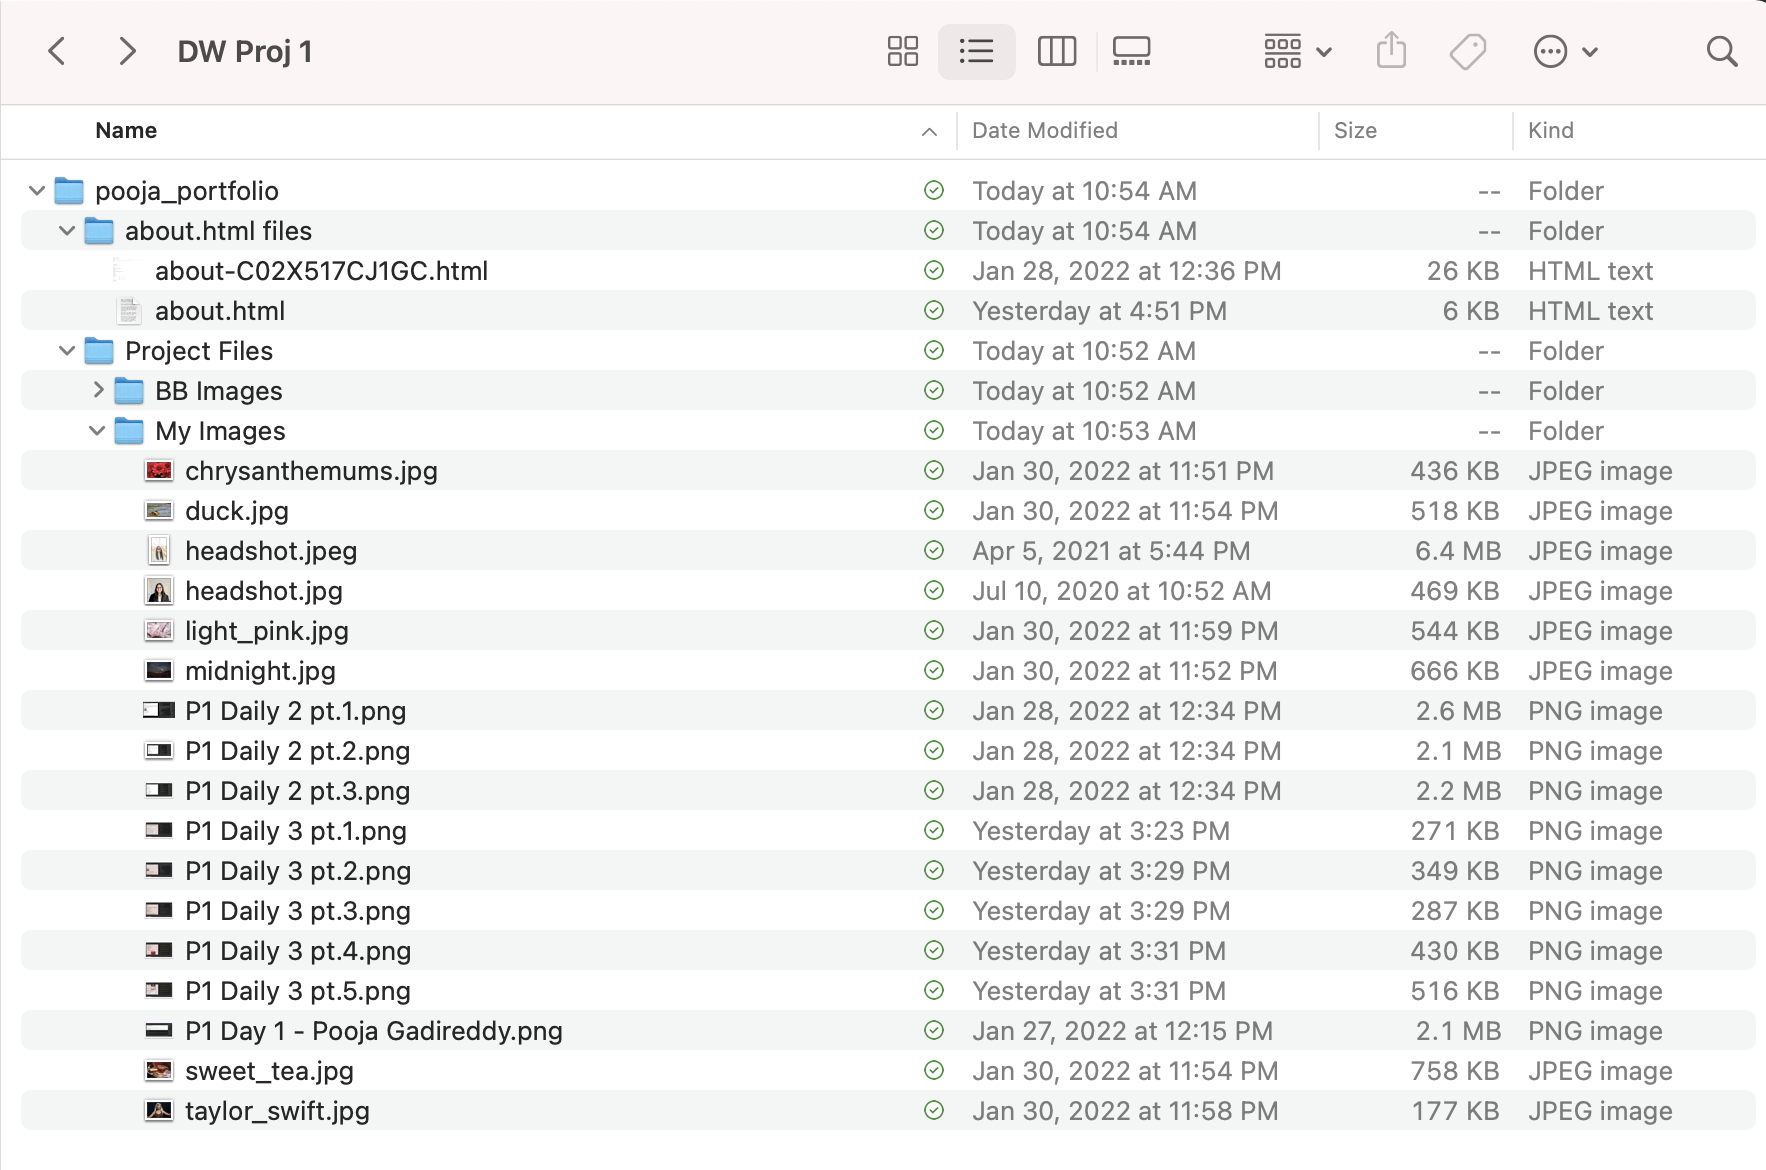 DW Proj 1
Name Date Modified Size Kind
pooja_portfolio Today at 10:54 AM -- Folder
about.html files Today at 10:54 AM -- Folder
about-C02X517CJ1GC.html Jan 28, 2022 at 12:36 PM 26 KB HTML text
about.html Yesterday at 4:51 PM 6 KB HTML text
Project Files Today at 10:52 AM -- Folder
BB Images Today at 10:52 AM -- Folder
My Images Today at 10:53 AM -- Folder
chrysanthemums.jpg Jan 30, 2022 at 11:51 PM 436 KB JPEG image
duck.jpg Jan 30, 2022 at 11:54 PM 518 KB JPEG image
headshot.jpeg Apr 5, 2021 at 5:44 PM 6.4 MB JPEG image
headshot.jpg Jul 10, 2020 at 10:52 AM 469 KB JPEG image
light_pink.jpg Jan 30, 2022 at 11:59 PM 544 KB JPEG image
midnight.jpg Jan 30, 2022 at 11:52 PM 666 KB JPEG image
P1 Daily 2 pt.1.png Jan 28, 2022 at 12:34 PM 2.6 MB PNG image
P1 Daily 2 pt.2.png Jan 28, 2022 at 12:34 PM 2.1 MB PNG image
P1 Daily 2 pt.3.png Jan 28, 2022 at 12:34 PM 2.2 MB PNG image
P1 Daily 3 pt.1.png Yesterday at 3:23 PM 271 KB PNG image
P1 Daily 3 pt.2.png Yesterday at 3:29 PM 349 KB PNG image
P1 Daily 3 pt.3.png Yesterday at 3:29 PM 287 KB PNG image
P1 Daily 3 pt.4.png Yesterday at 3:31 PM 430 KB PNG image
P1 Daily 3 pt.5.png Yesterday at 3:31 PM 516 KB PNG image
P1 Day 1 - Pooja Gadireddy.png Jan 27, 2022 at 12:15 PM 2.1 MB PNG image
sweet_tea.jpg Jan 30, 2022 at 11:54 PM 758 KB JPEG image
taylor_swift.jpg Jan 30, 2022 at 11:58 PM 177 KB JPEG image